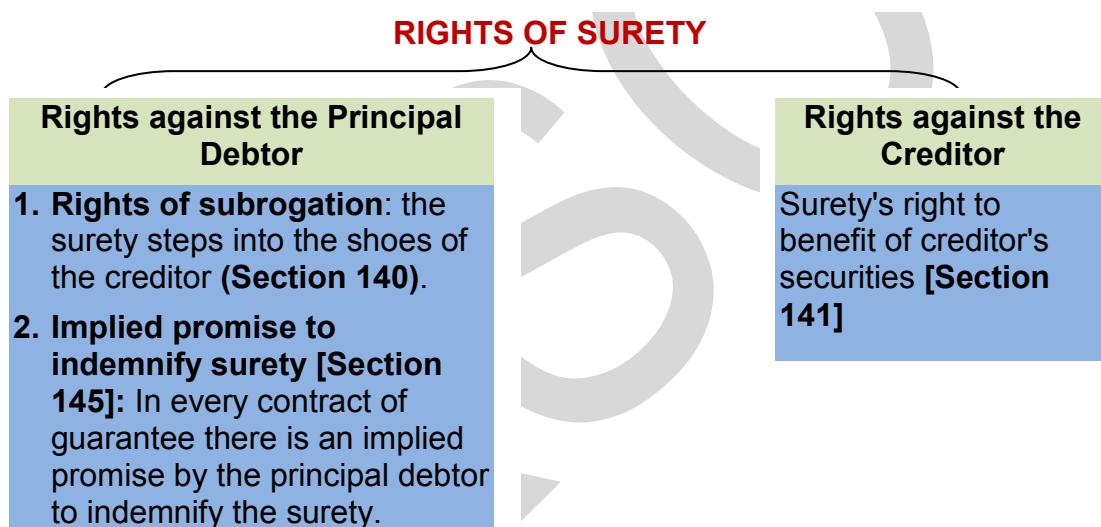 RIGHTS OF SURETY
Rights against the Principal
Debtor
1. Rights of subrogation: the
surety steps into the shoes of
the creditor (Section 140).
2. Implied promise to
indemnify surety [Section
145]: In every contract of
guarantee there is an implied
promise by the principal debtor
to indemnify the surety.
Rights against the
Creditor
Surety's right to
benefit of creditor's
securities [Section
141]